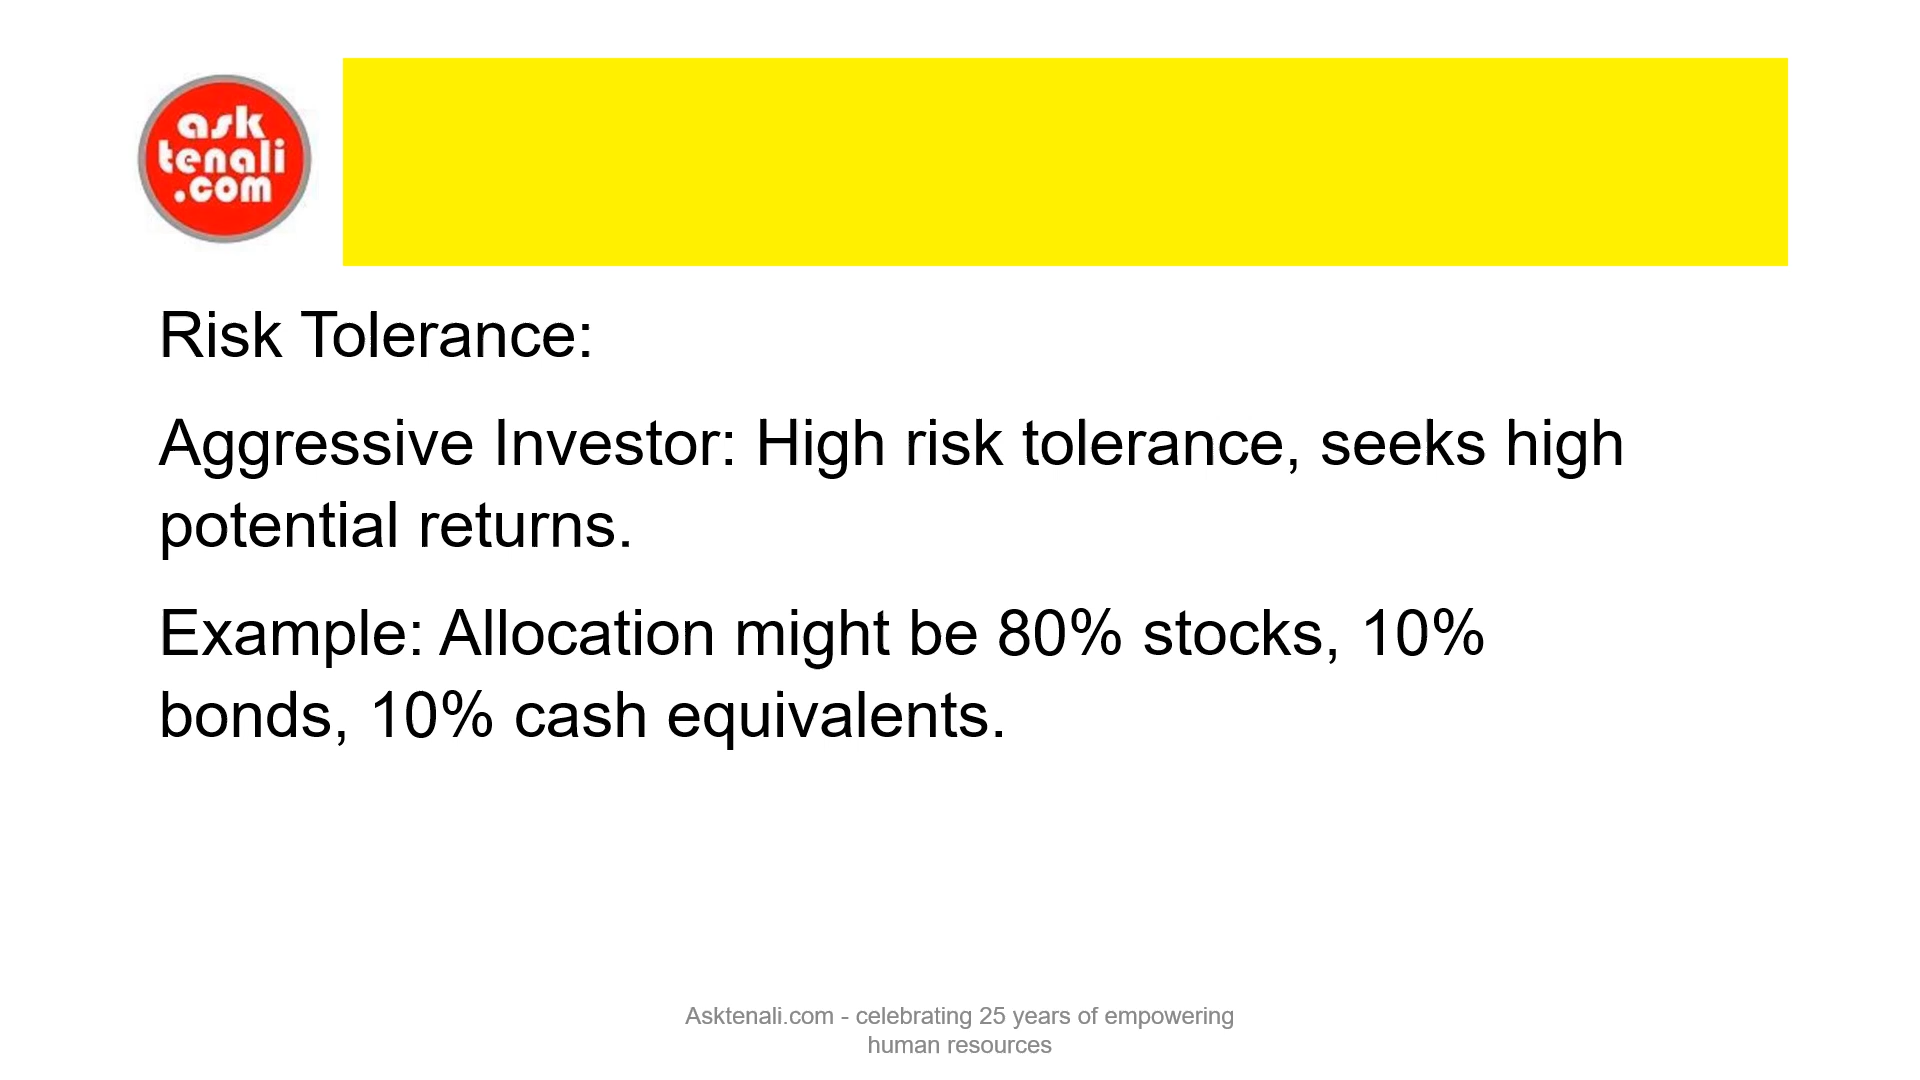 ask
tenali
.com
Risk Tolerance:
Aggressive Investor: High risk tolerance, seeks high
potential returns.
Example: Allocation might be 80% stocks, 10%
bonds, 10% cash equivalents.
Asktenali.com - celebrating 25 years of empowering
human resources